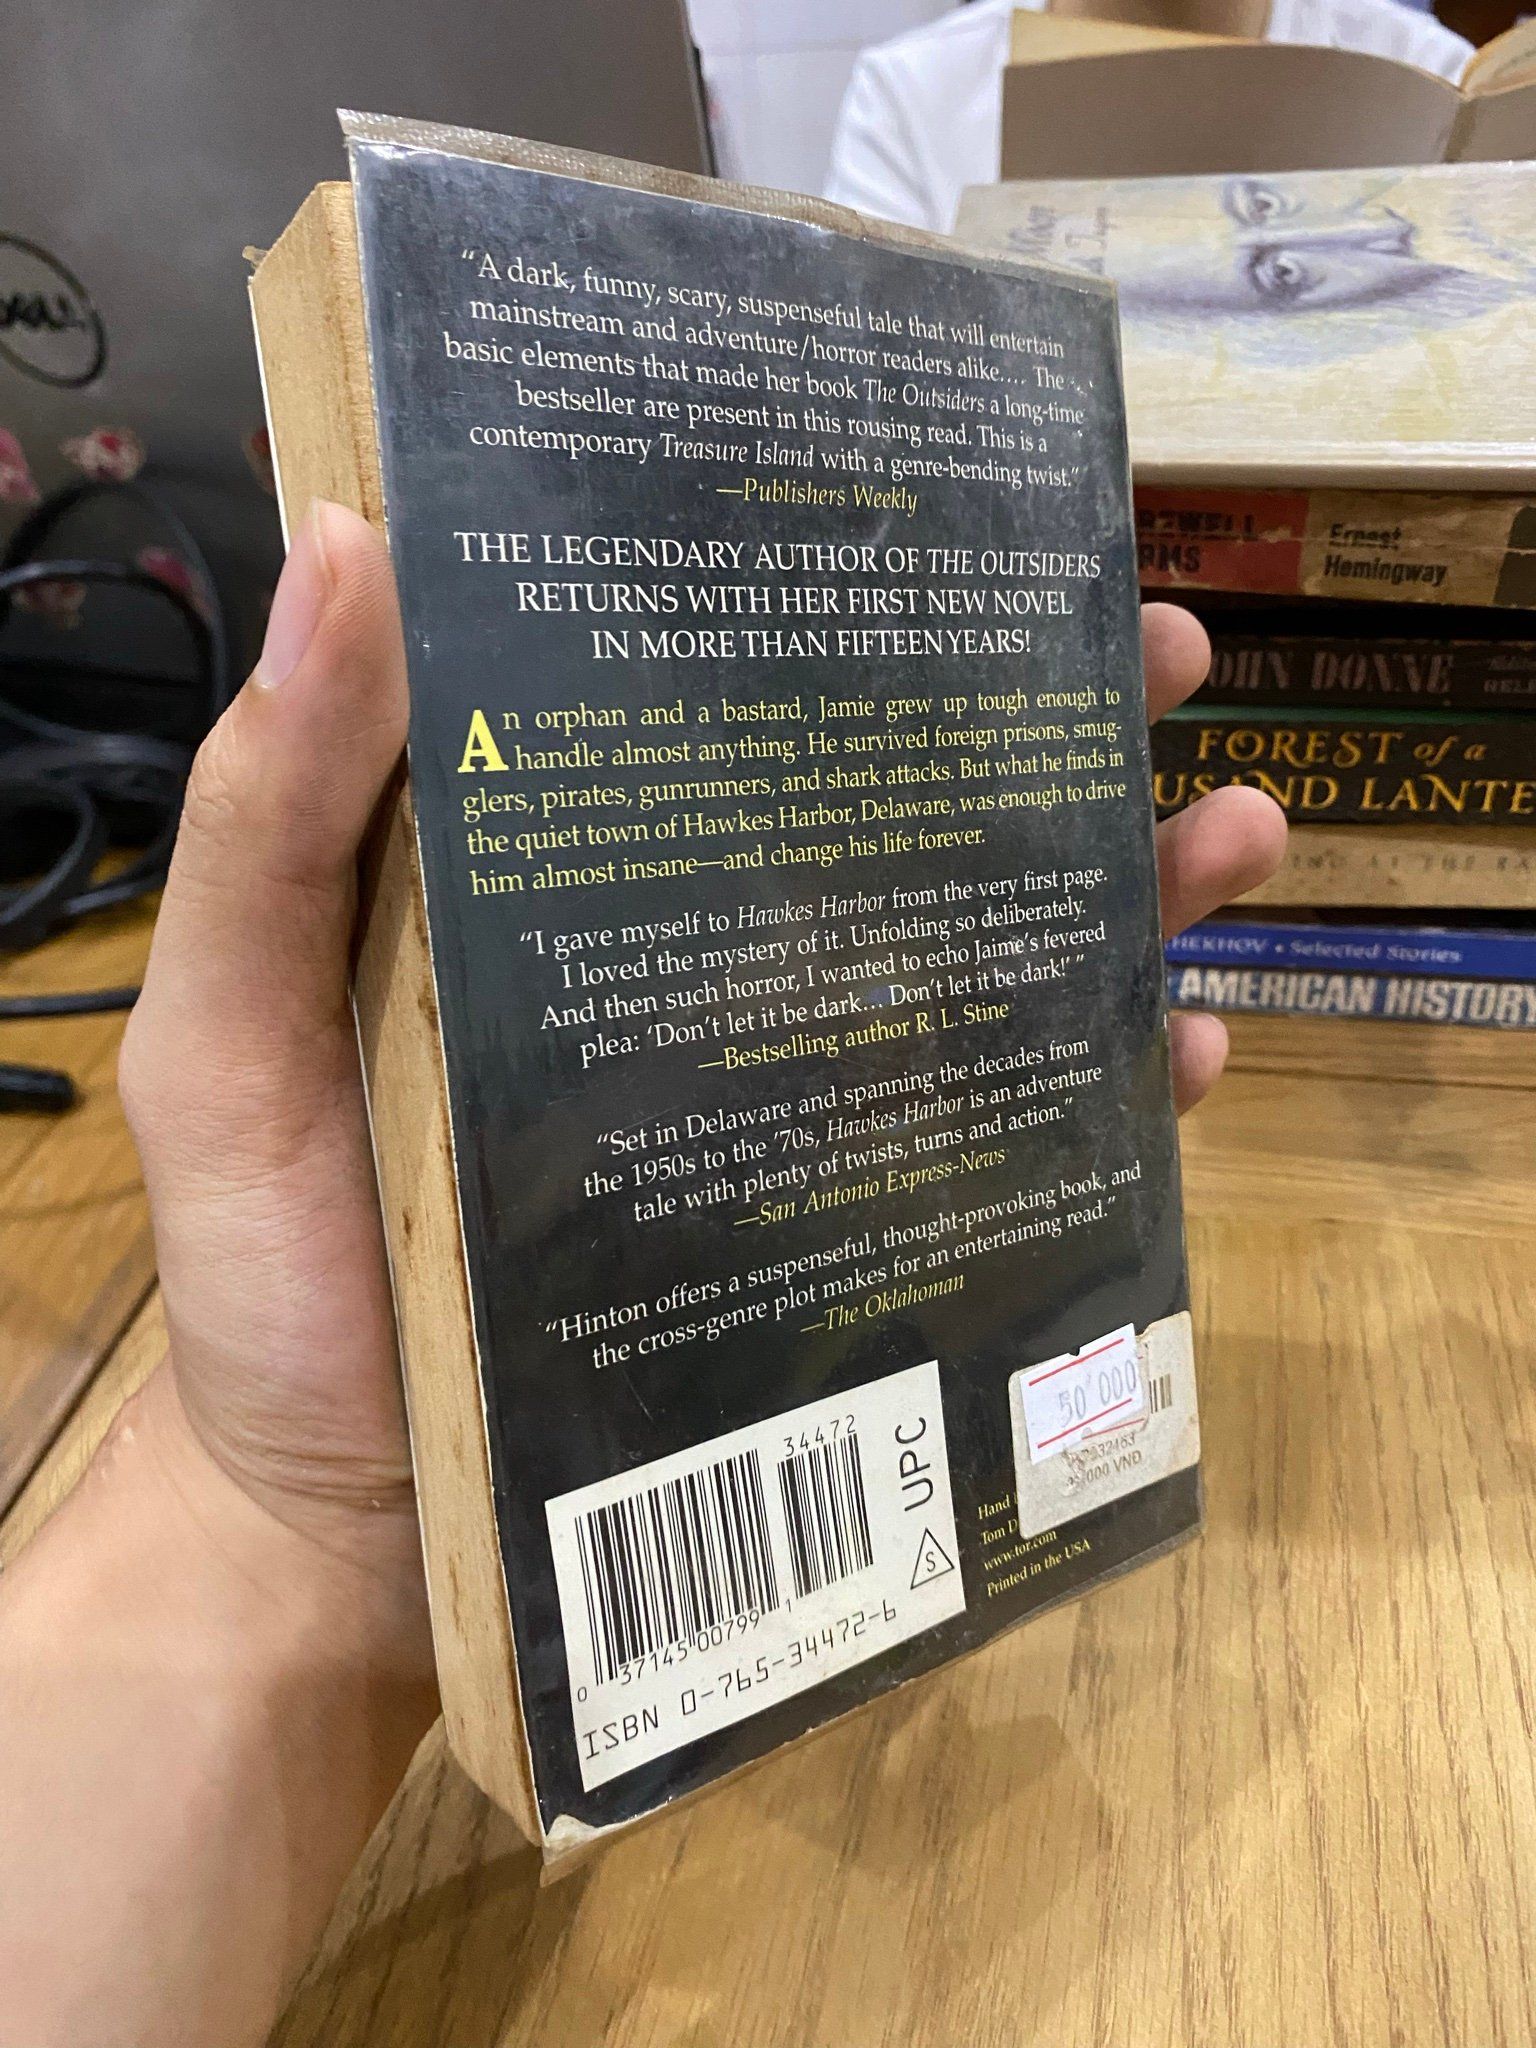 “A dark, funny, scary, suspenseful tale that will entertain
mainstream and adventure/horror readers alike.... The
basic elements that made her book The Outsiders a long-time
bestseller are present in this rousing read. This is a
contemporary Treasure Island with a genre-bending twist.”
—Publishers Weekly
THE LEGENDARY AUTHOR OF THE OUTSIDERS
RETURNS WITH HER FIRST NEW NOVEL
IN MORE THAN FIFTEEN YEARS!
An orphan and a bastard, Jamie grew up tough enough to
handle almost anything. He survived foreign prisons, smug-
glers, pirates, gunrunners, and shark attacks. But what he finds in
the quiet town of Hawkes Harbor, Delaware, was enough to drive
him almost insane—and change his life forever.
“I gave myself to Hawkes Harbor from the very first page.
I loved the mystery of it. Unfolding so deliberately.
And then such horror, I wanted to echo Jaime’s fevered
plea: ‘Don’t let it be dark... Don’t let it be dark!’ ”
—Bestselling author R. L. Stine
“Set in Delaware and spanning the decades from
the 1950s to the ’70s, Hawkes Harbor is an adventure
tale with plenty of twists, turns and action.”
—San Antonio Express-News
“Hinton offers a suspenseful, thought-provoking book, and
the cross-genre plot makes for an entertaining read.”
—The Oklahoman
34472
UPC
S
0 37145 00799 1
ISBN 0-765-34472-6
50 000
000 VNĐ
Hand
Tom
www.tor.com
Printed in the USA
Ernest
Hemingway
DONNE
FOREST of a
Selected Stories
AMERICAN HISTORY